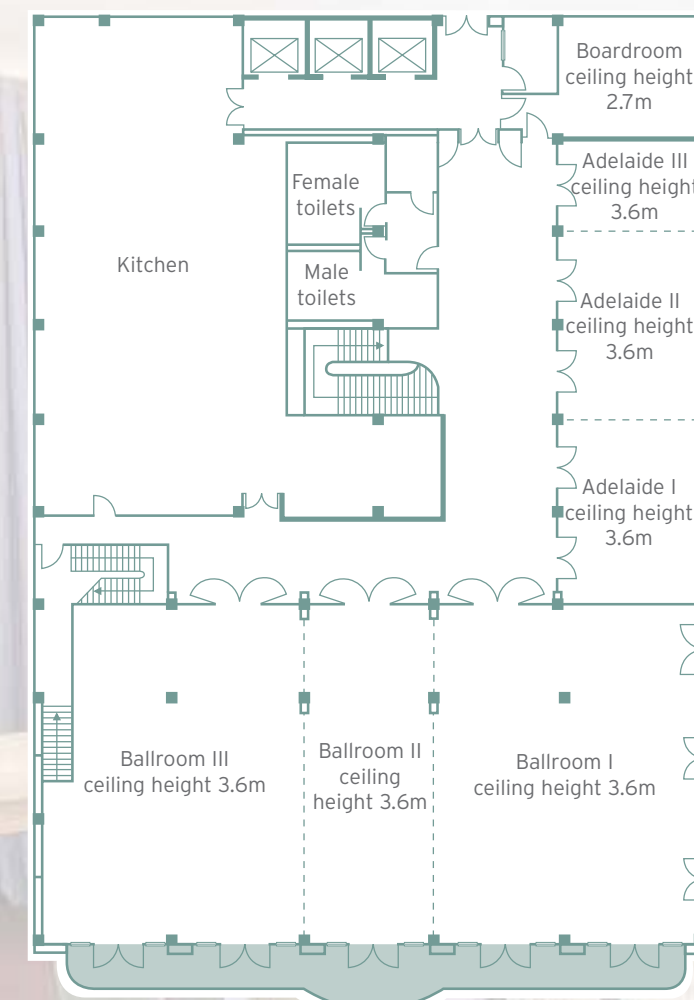 Boardroom
ceiling height
2.7m
Adelaide III
ceiling height
3.6m
Female
toilets
Kitchen
Male
toilets
Adelaide II
ceiling height
3.6m
Adelaide I
ceiling height
3.6m
Ballroom III
ceiling height 3.6m
Ballroom II
ceiling
height 3.6m
Ballroom I
ceiling height 3.6m